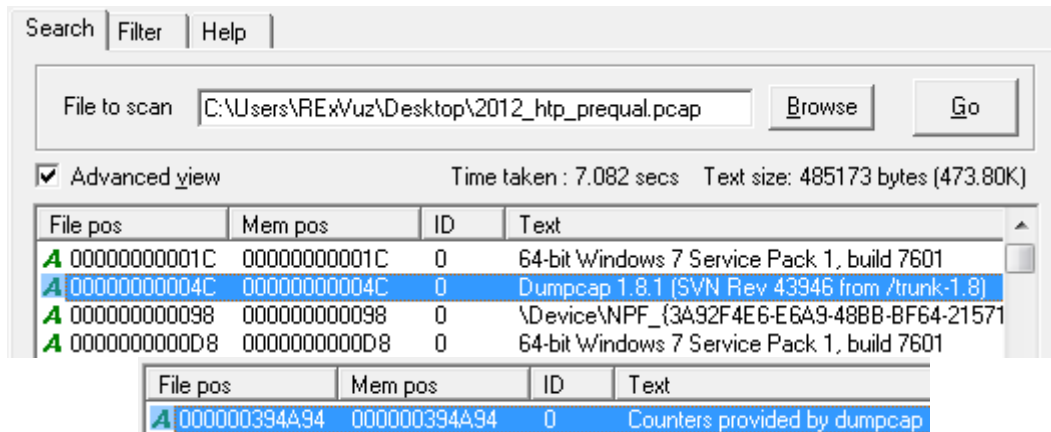 Search Filter Help
File to scan C:\Users\RExVuz\Desktop\2012_htp_prequal.pcap Browse Go
Advanced view Time taken : 7.082 secs Text size: 485173 bytes (473.80K)
File pos Mem pos ID Text
A 00000000001C 00000000001C 0 64-bit Windows 7 Service Pack 1, build 7601
A 00000000004C 00000000004C 0 Dumpcap 1.8.1 (SVN Rev 43946 from /trunk-1.8)
A 000000000098 000000000098 0 \Device\NPF_{3A92F4E6-E6A9-48BB-BF64-21571
A 0000000000D8 0000000000D8 0 64-bit Windows 7 Service Pack 1, build 7601
File pos Mem pos ID Text
A 000000394A94 000000394A94 0 Counters provided by dumpcap